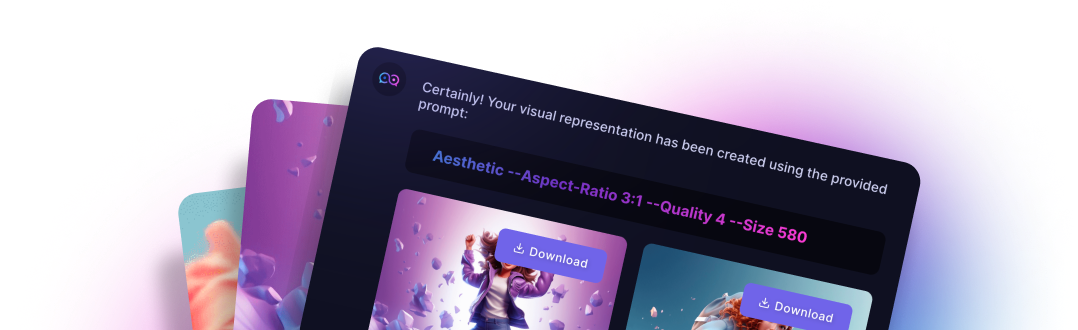 Certainly! Your visual representation has been created using the provided
prompt:
Aesthetic --Aspect-Ratio 3:1 --Quality 4 --Size 580
Download
Download